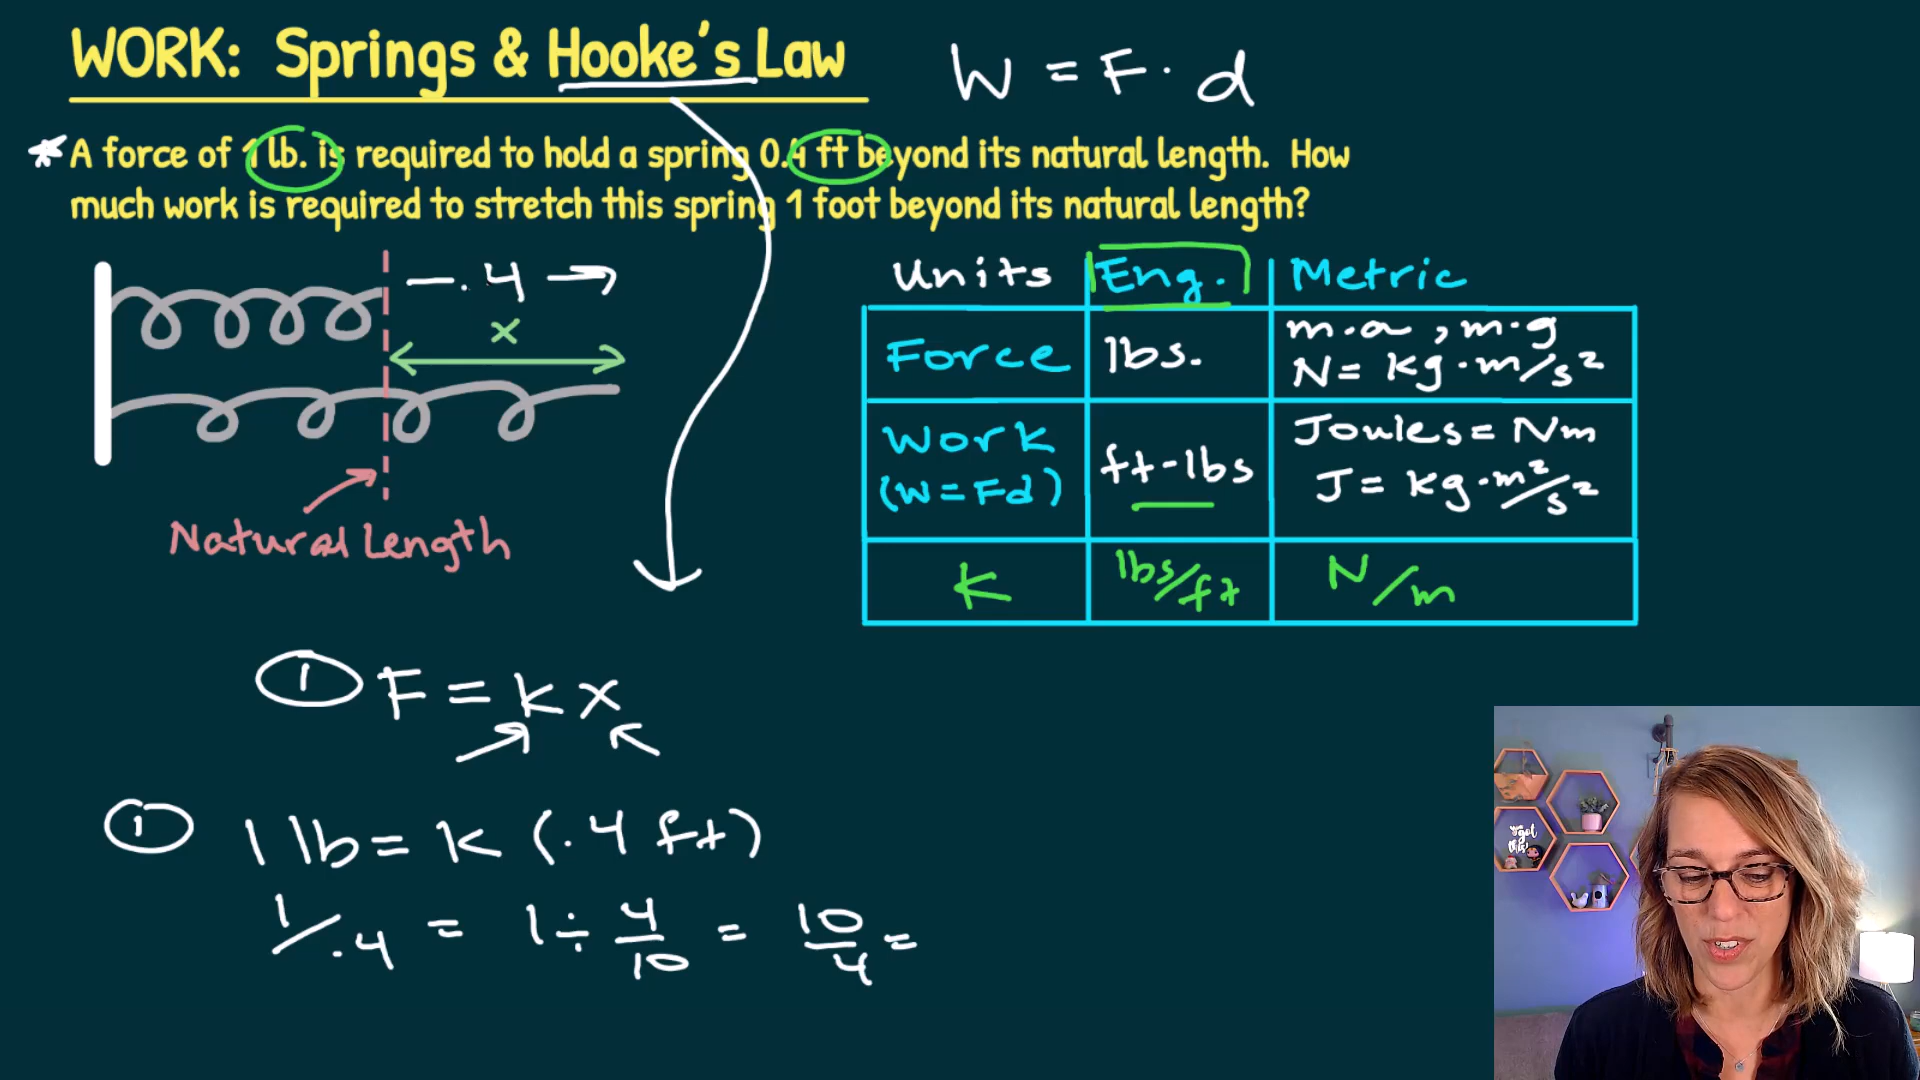 WORK: Springs & Hooke's Law
W = F · d
* A force of 1 lb. is required to hold a spring 0.4 ft beyond its natural length. How
much work is required to stretch this spring 1 foot beyond its natural length?
.4
x
Natural Length
Units Eng. Metric
Force lbs. m·a, m·g
N = kg·m/s²
Work (W=Fd) ft-lbs Joules = Nm
J = kg·m²/s²
K lbs/ft N/m
① F = kx
① 1 lb = k (.4 ft)
1/.4 = 1 ÷ 4/10 = 10/4 =
you got this!